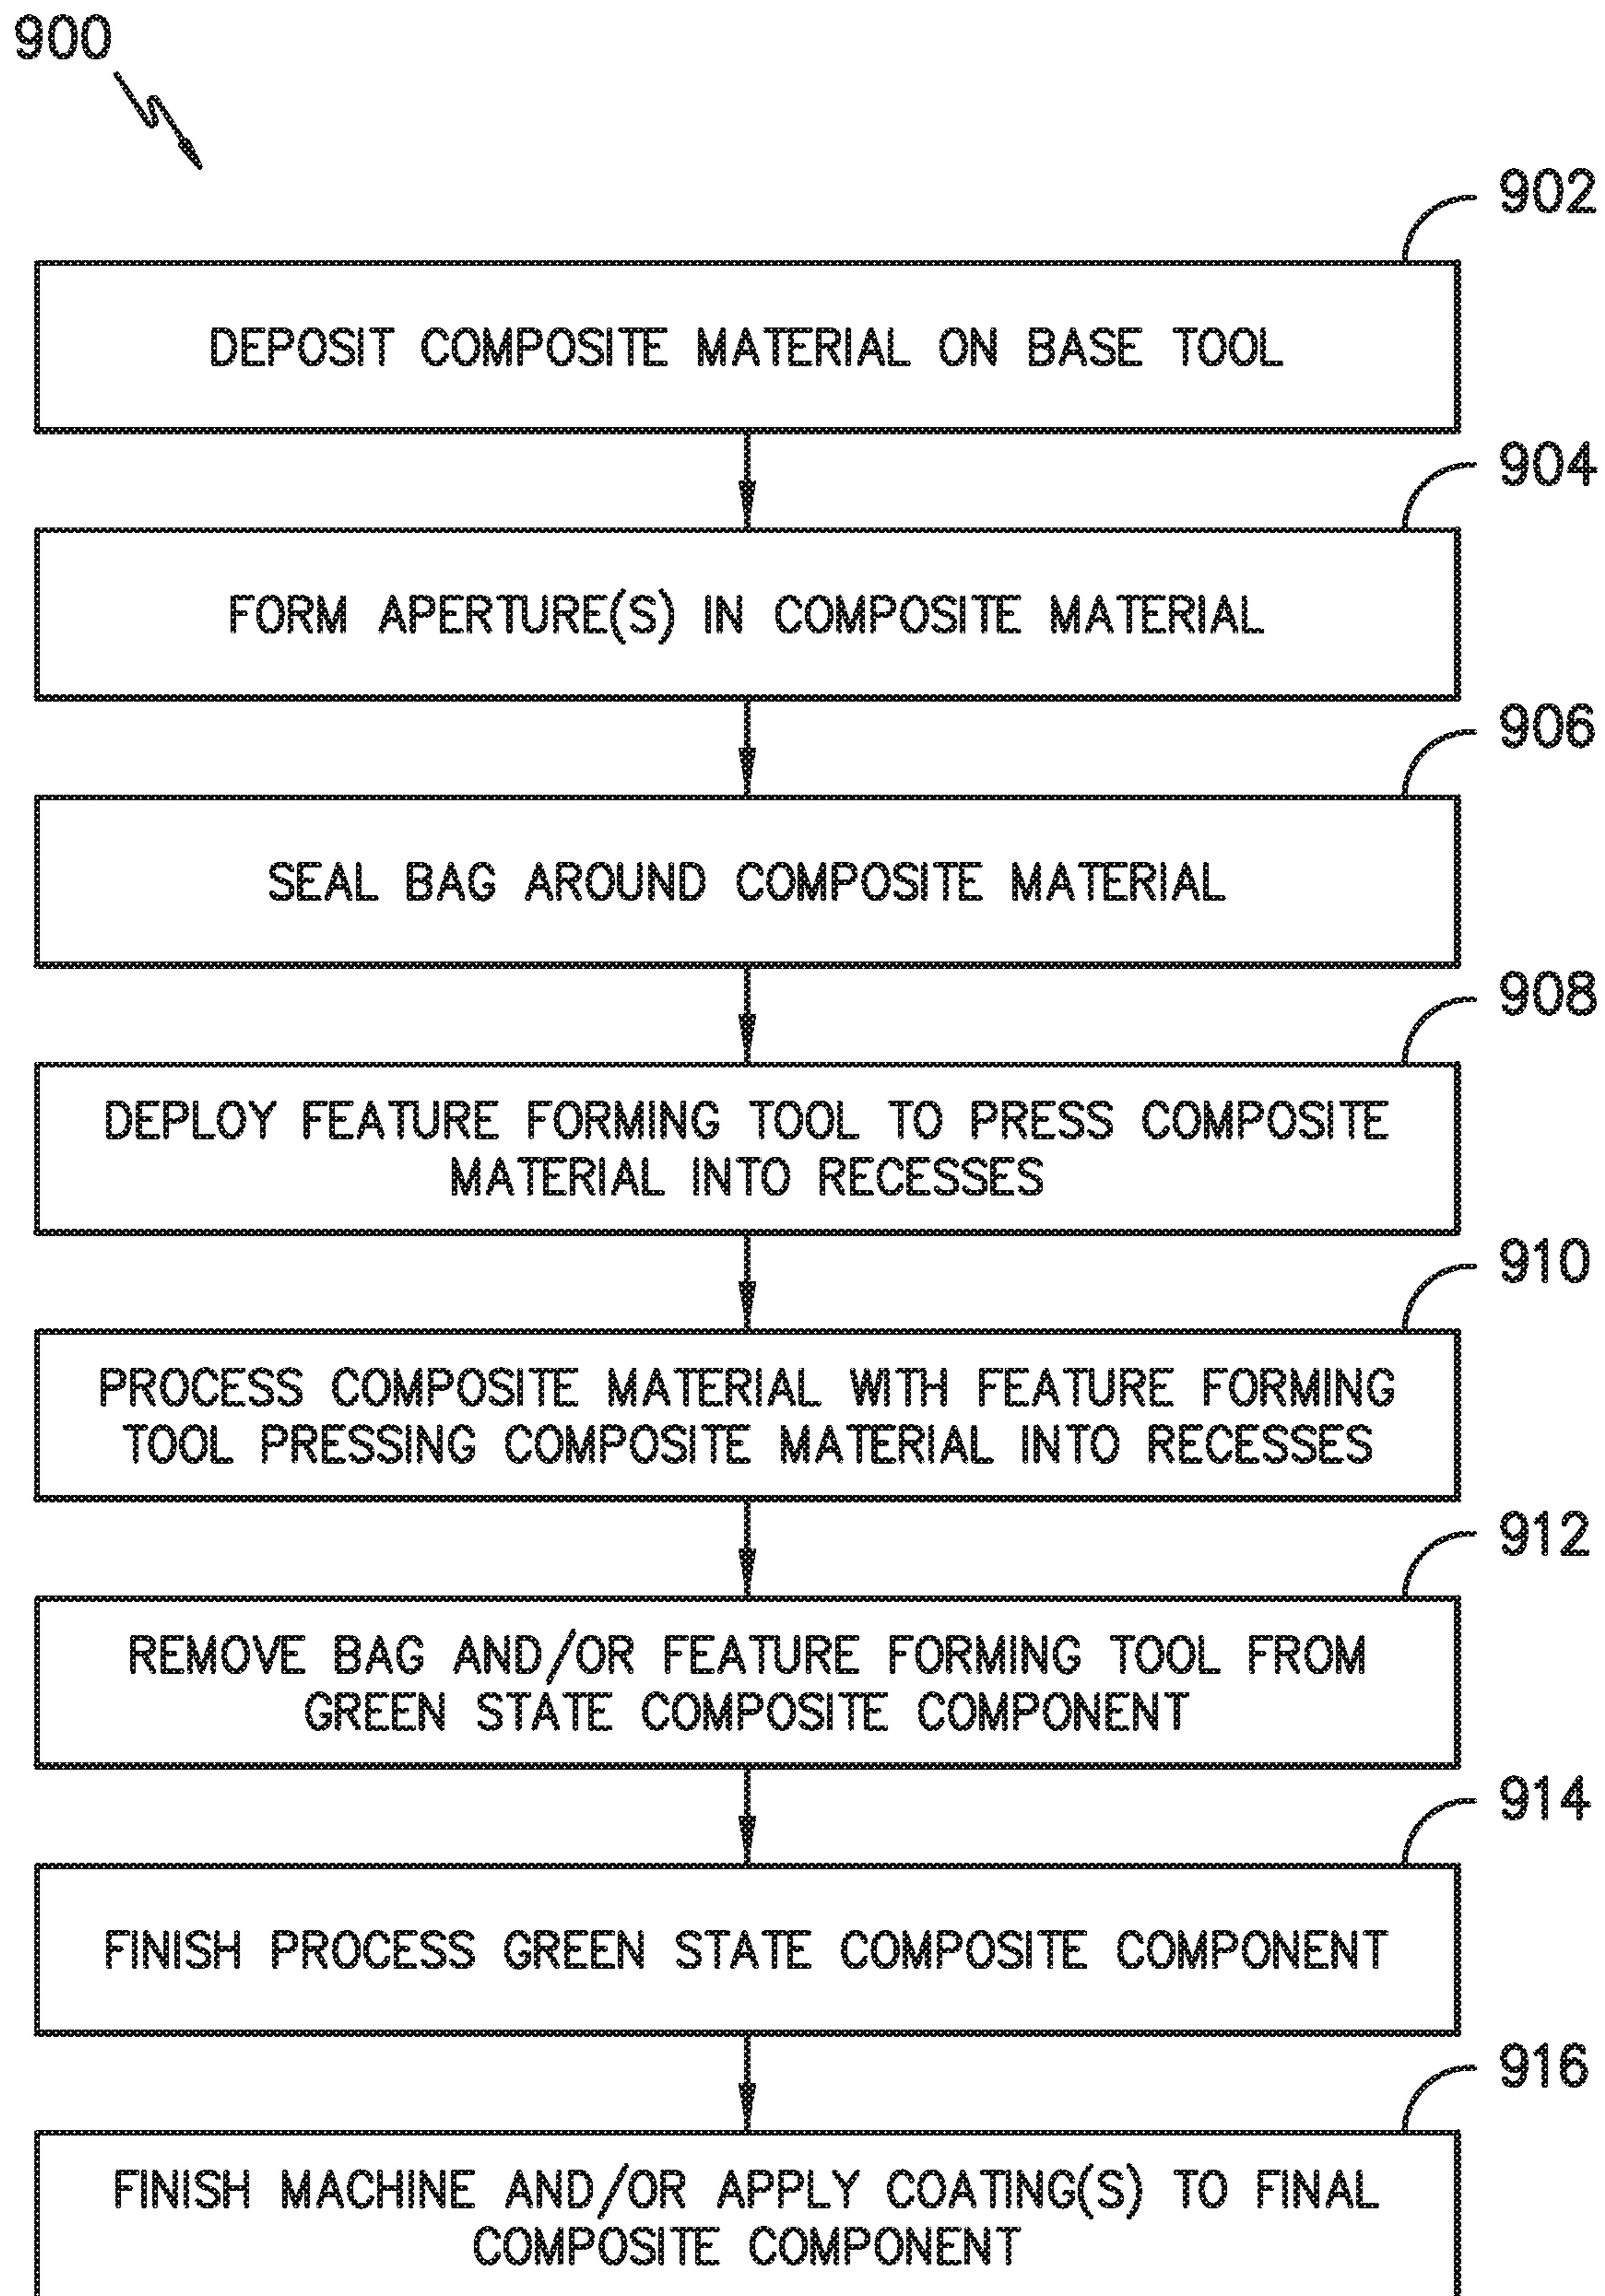 900
902
DEPOSIT COMPOSITE MATERIAL ON BASE TOOL
904
FORM APERTURE(S) IN COMPOSITE MATERIAL
906
SEAL BAG AROUND COMPOSITE MATERIAL
908
DEPLOY FEATURE FORMING TOOL TO PRESS COMPOSITE
MATERIAL INTO RECESSES
910
PROCESS COMPOSITE MATERIAL WITH FEATURE FORMING
TOOL PRESSING COMPOSITE MATERIAL INTO RECESSES
912
REMOVE BAG AND/OR FEATURE FORMING TOOL FROM
GREEN STATE COMPOSITE COMPONENT
914
FINISH PROCESS GREEN STATE COMPOSITE COMPONENT
916
FINISH MACHINE AND/OR APPLY COATING(S) TO FINAL
COMPOSITE COMPONENT